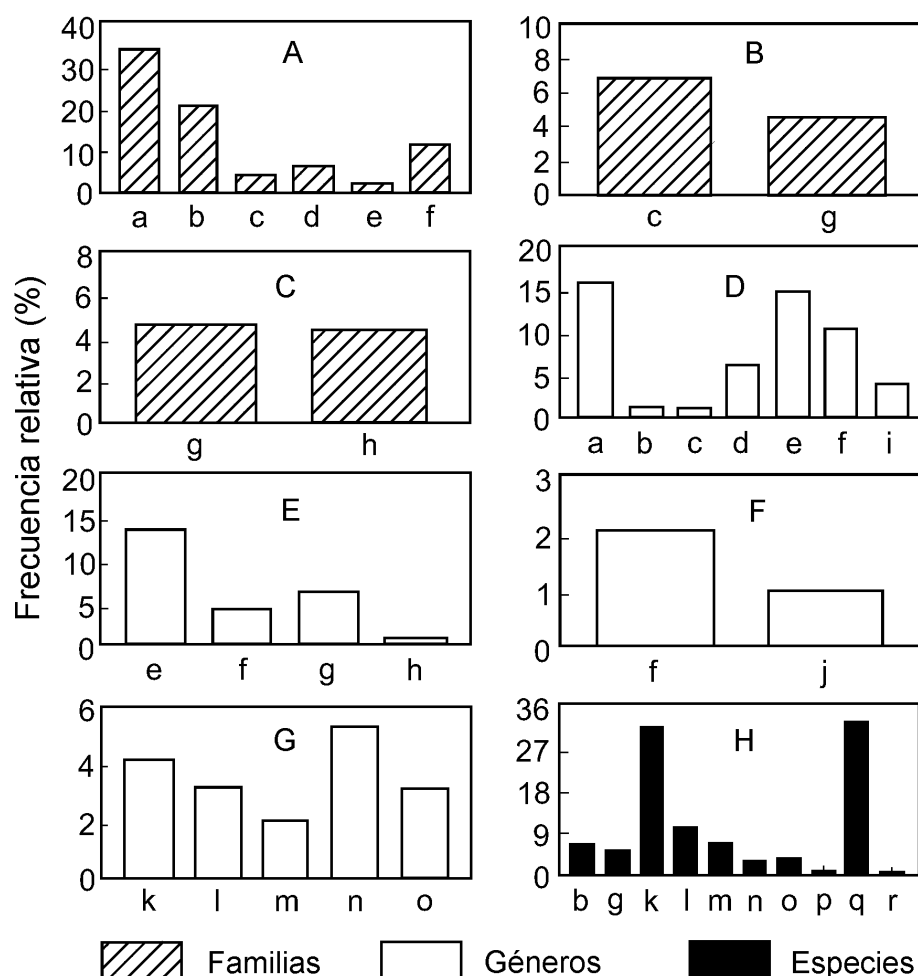 Frecuencia relativa (%)
A
40
30
20
10
0
a b c d e f
B
10
8
6
4
2
0
c g
C
8
6
4
2
0
g h
D
20
15
10
5
0
a b c d e f i
E
20
15
10
5
0
e f g h
F
3
2
1
0
f j
G
6
4
2
0
k l m n o
H
36
27
18
9
0
b g k l m n o p q r
Familias Géneros Especies